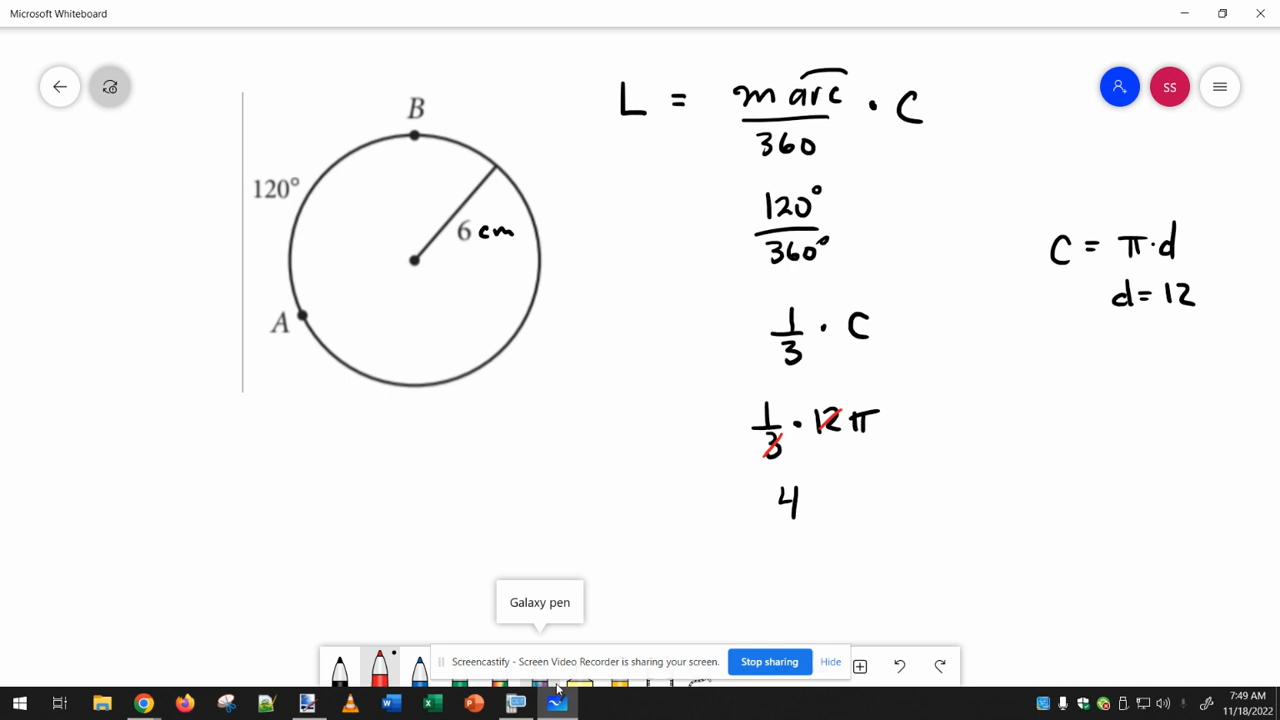 Microsoft Whiteboard
SS
B
120°
6 cm
A
L = m arc / 360 · C
120° / 360°
1/3 · C
1/3 · 12 π
4
C = π · d
d = 12
Galaxy pen
Screencastify - Screen Video Recorder is sharing your screen.
Stop sharing
Hide
7:49 AM
11/18/2022